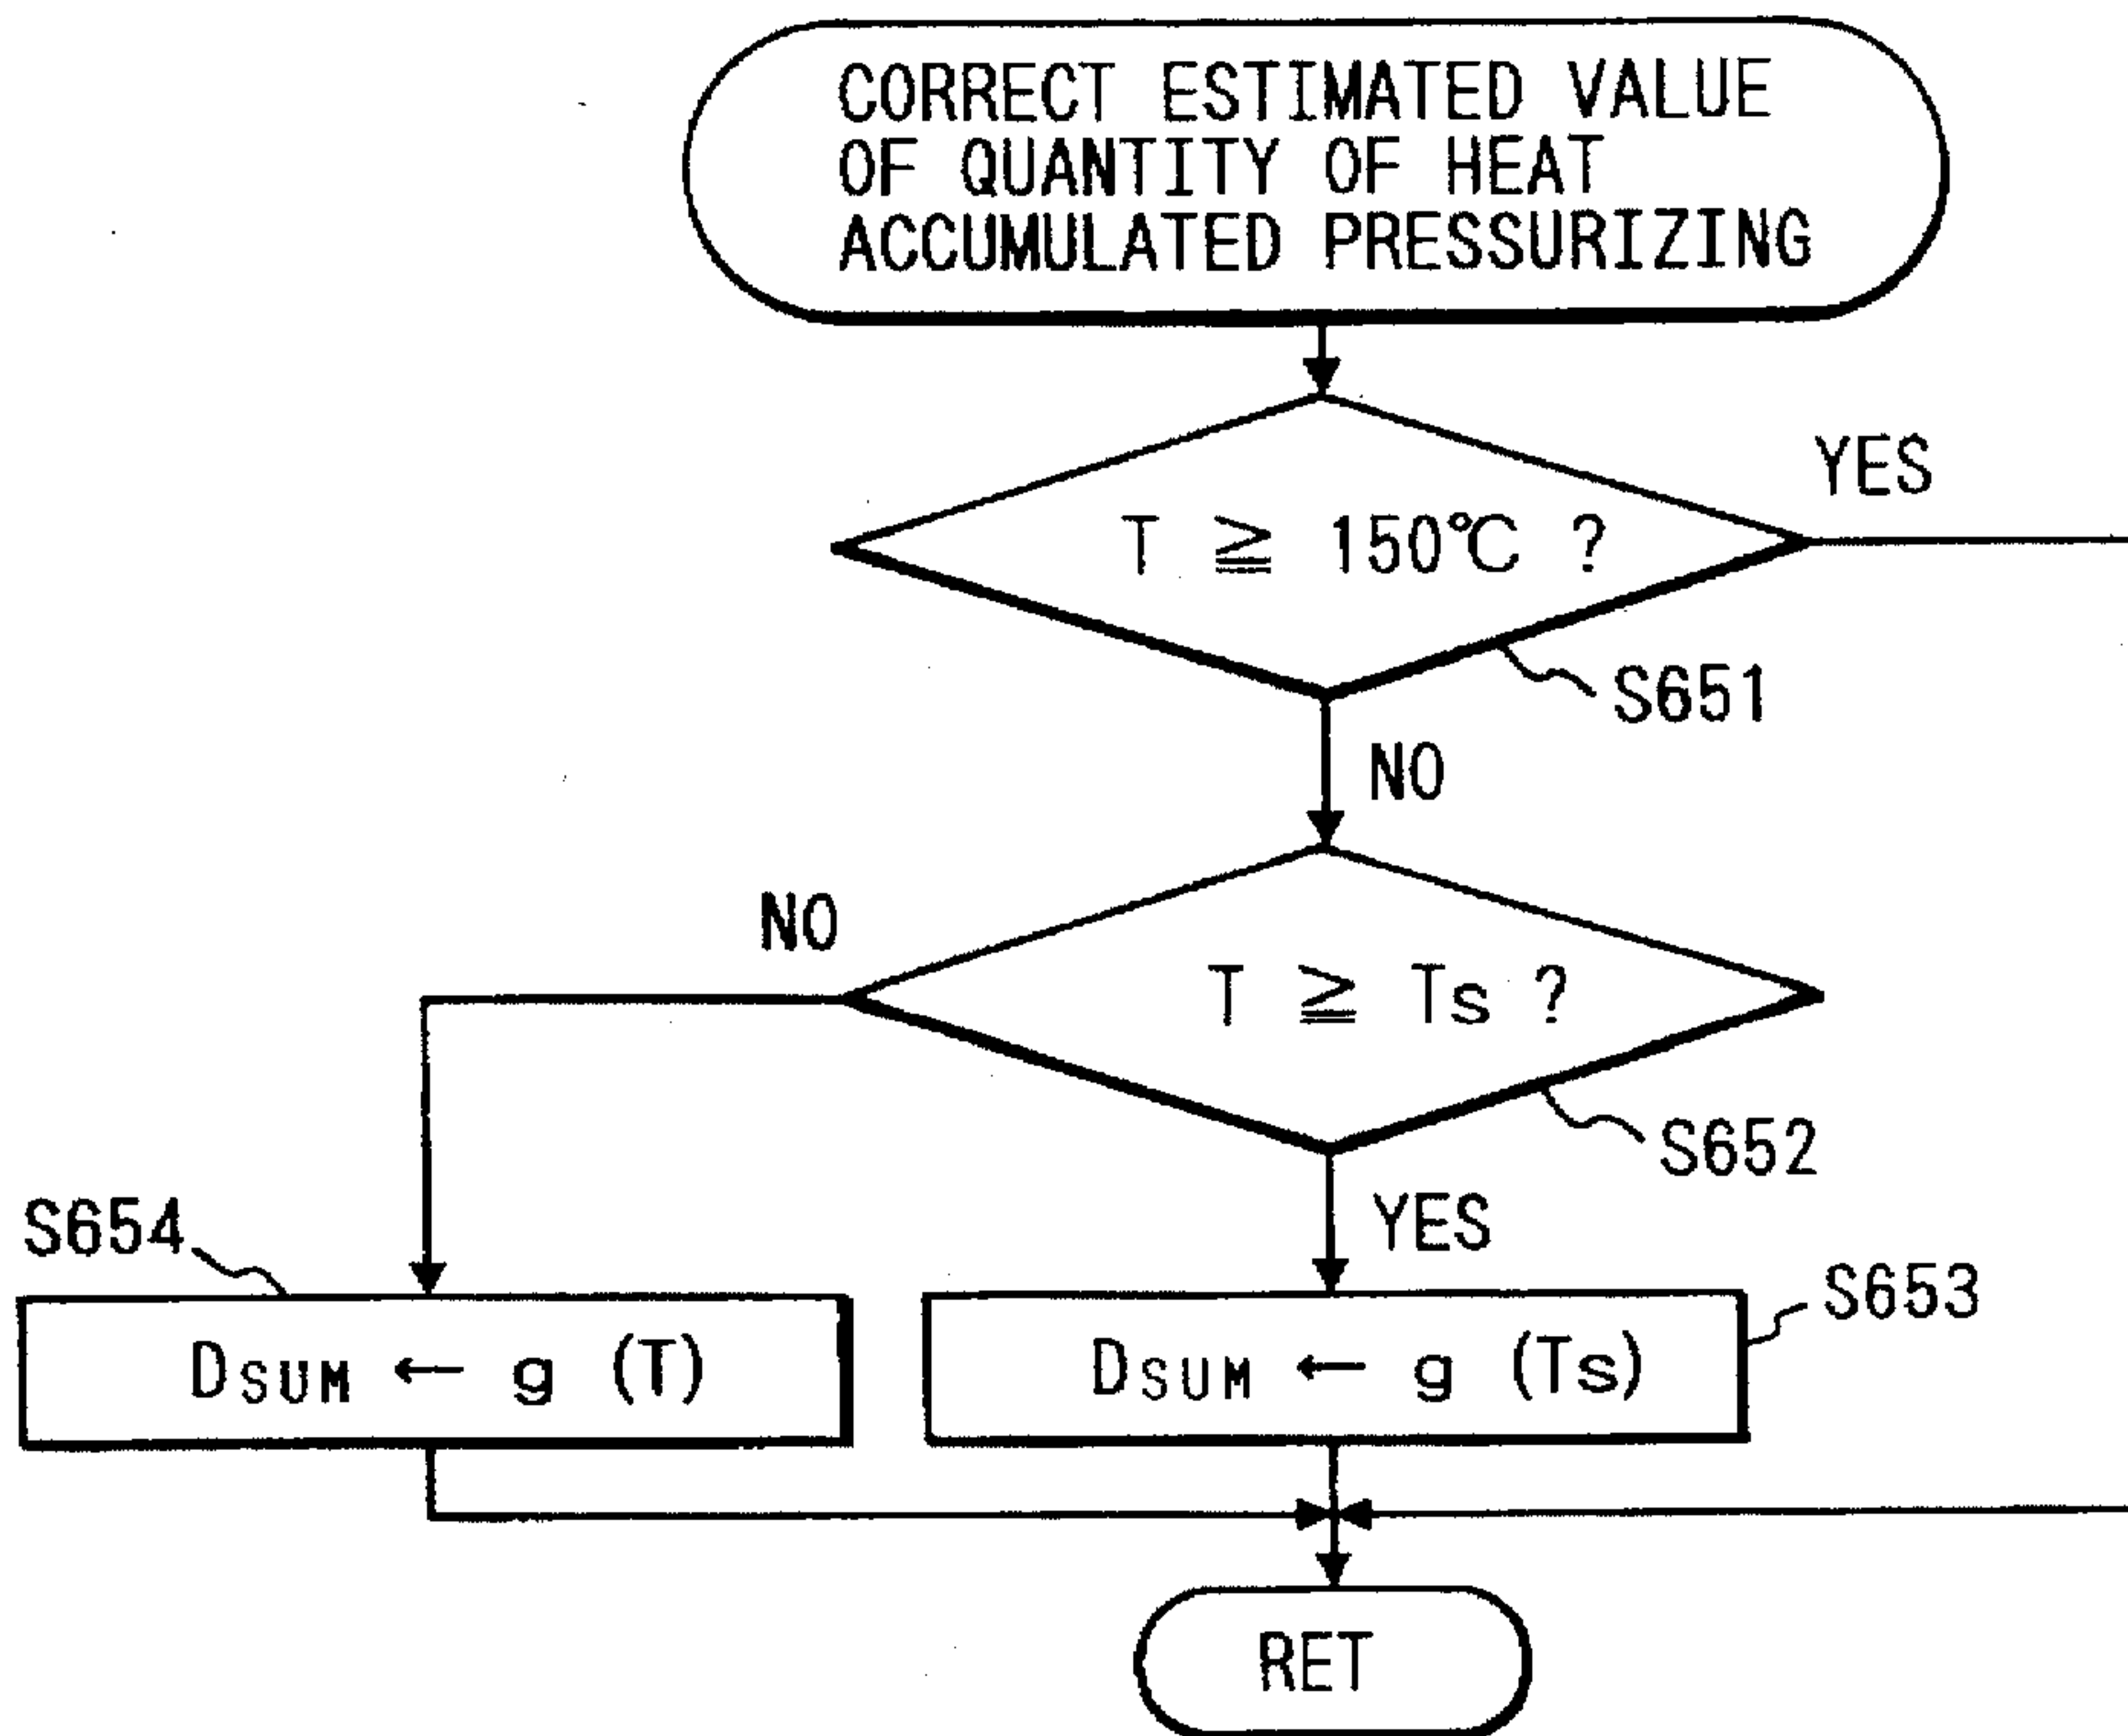 CORRECT ESTIMATED VALUE
OF QUANTITY OF HEAT
ACCUMULATED PRESSURIZING
YES
T ≧ 150℃ ?
S651
NO
NO
T ≧ Ts ?
S652
YES
S654
S653
DSUM ← g (T)
DSUM ← g (Ts)
RET